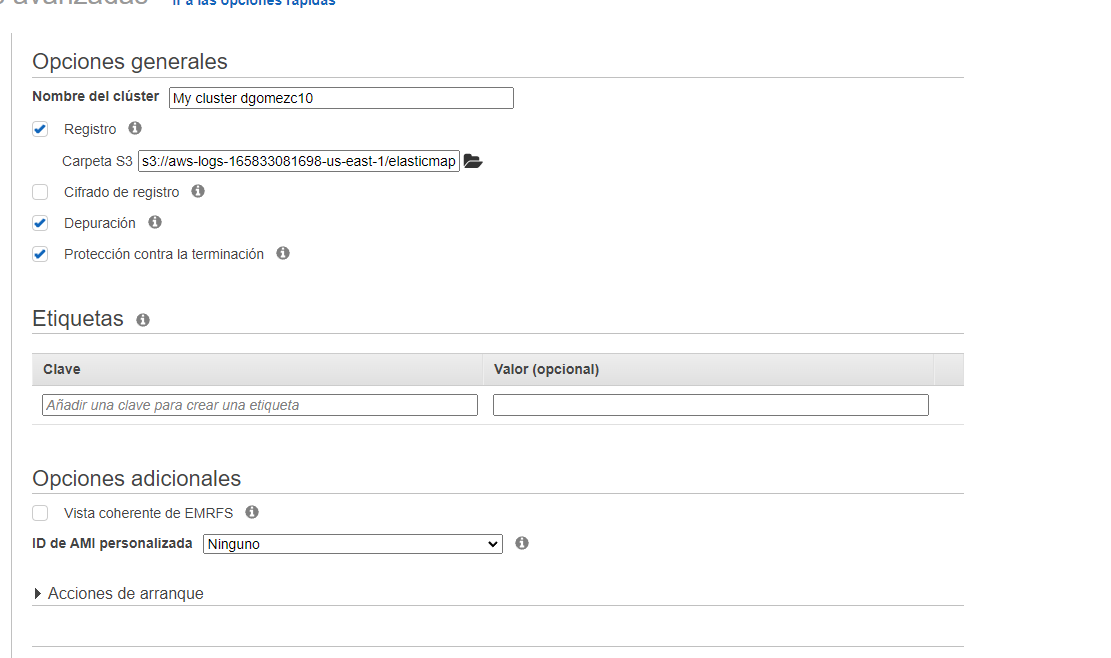 avanzadas Ir a las opciones rápidas
Opciones generales
Nombre del clúster My cluster dgomezc10
Registro
Carpeta S3 s3://aws-logs-165833081698-us-east-1/elasticmap
Cifrado de registro
Depuración
Protección contra la terminación
Etiquetas
Clave Valor (opcional)
Añadir una clave para crear una etiqueta
Opciones adicionales
Vista coherente de EMRFS
ID de AMI personalizada Ninguno
Acciones de arranque